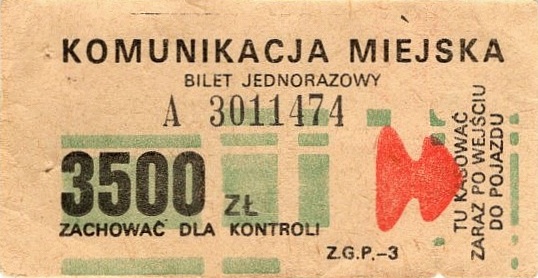 KOMUNIKACJA MIEJSKA
BILET JEDNORAZOWY
A 3011474
3500 ZŁ
ZACHOWAĆ DLA KONTROLI
Z.G.P.–3
TU KASOWAĆ
ZARAZ PO WEJŚCIU
DO POJAZDU